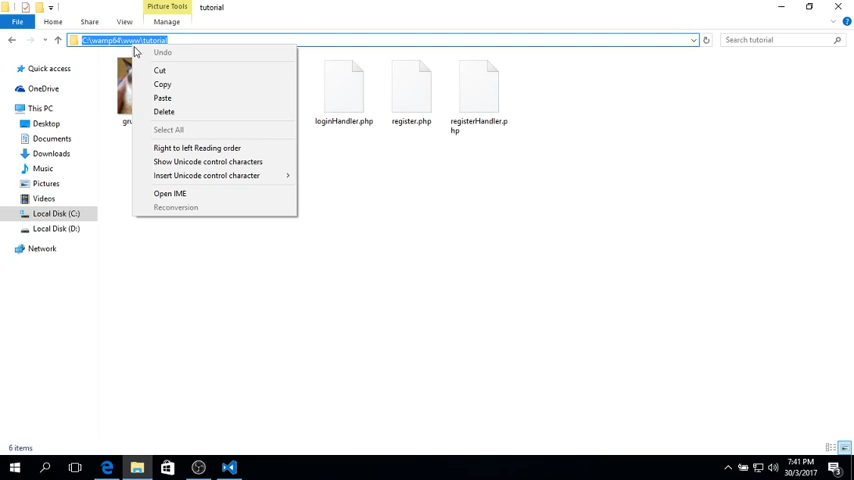 Picture Tools
tutorial
File
Home
Share
View
Manage
C:\wamp64\www\tutorial
Search tutorial
Undo
Cut
Copy
Paste
Delete
Select All
Right to left Reading order
Show Unicode control characters
Insert Unicode control character
Open IME
Reconversion
Quick access
OneDrive
This PC
Desktop
Documents
Downloads
Music
Pictures
Videos
Local Disk (C:)
Local Disk (D:)
Network
gru
loginHandler.php
register.php
registerHandler.p
hp
6 items
7:41 PM
30/3/2017
3